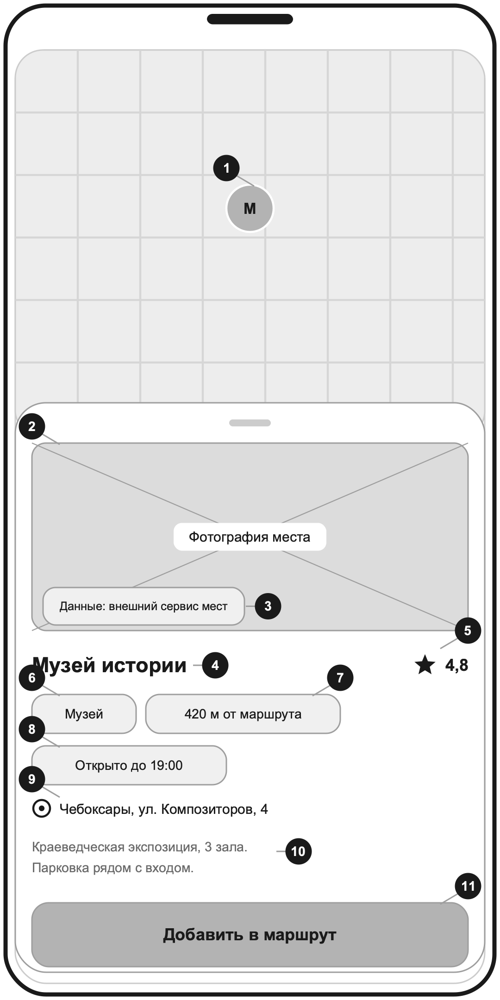 1
М
2
Фотография места
Данные: внешний сервис мест
3
5
Музей истории
4
4,8
6
7
Музей
420 м от маршрута
8
Открыто до 19:00
9
Чебоксары, ул. Композиторов, 4
Краеведческая экспозиция, 3 зала.
10
Парковка рядом с входом.
11
Добавить в маршрут